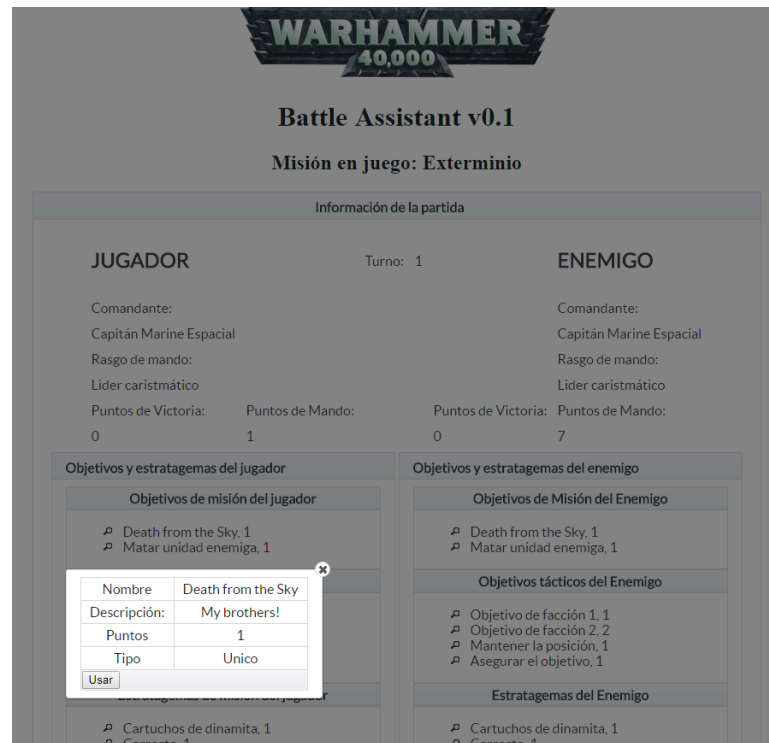 WARHAMMER
40,000
Battle Assistant v0.1
Misión en juego: Exterminio
Información de la partida
JUGADOR Turno: 1 ENEMIGO
Comandante: Comandante:
Capitán Marine Espacial Capitán Marine Espacial
Rasgo de mando: Rasgo de mando:
Lider caristmático Lider caristmático
Puntos de Victoria: Puntos de Mando: Puntos de Victoria: Puntos de Mando:
0 1 0 7
Objetivos y estratagemas del jugador Objetivos y estratagemas del enemigo
Objetivos de misión del jugador Objetivos de Misión del Enemigo
Death from the Sky, 1 Death from the Sky, 1
Matar unidad enemiga, 1 Matar unidad enemiga, 1
Objetivos tácticos del Enemigo
Objetivo de facción 1, 1
Objetivo de facción 2, 2
Mantener la posición, 1
Asegurar el objetivo, 1
Nombre Death from the Sky
Descripción: My brothers!
Puntos 1
Tipo Unico
Usar
Estratagemas de misión del jugador Estratagemas del Enemigo
Cartuchos de dinamita, 1 Cartuchos de dinamita, 1